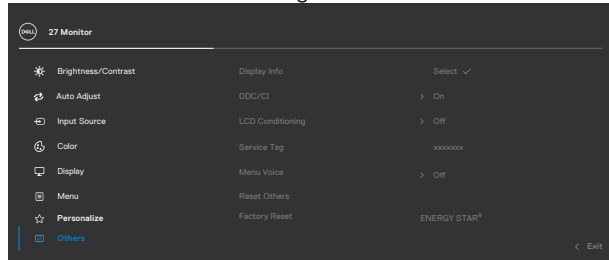 DELL 27 Monitor
Brightness/Contrast Display Info Select ✓
Auto Adjust DDC/CI > On
Input Source LCD Conditioning > Off
Color Service Tag xxxxxxx
Display Menu Voice > Off
Menu Reset Others
Personalize Factory Reset ENERGY STAR®
Others
< Exit